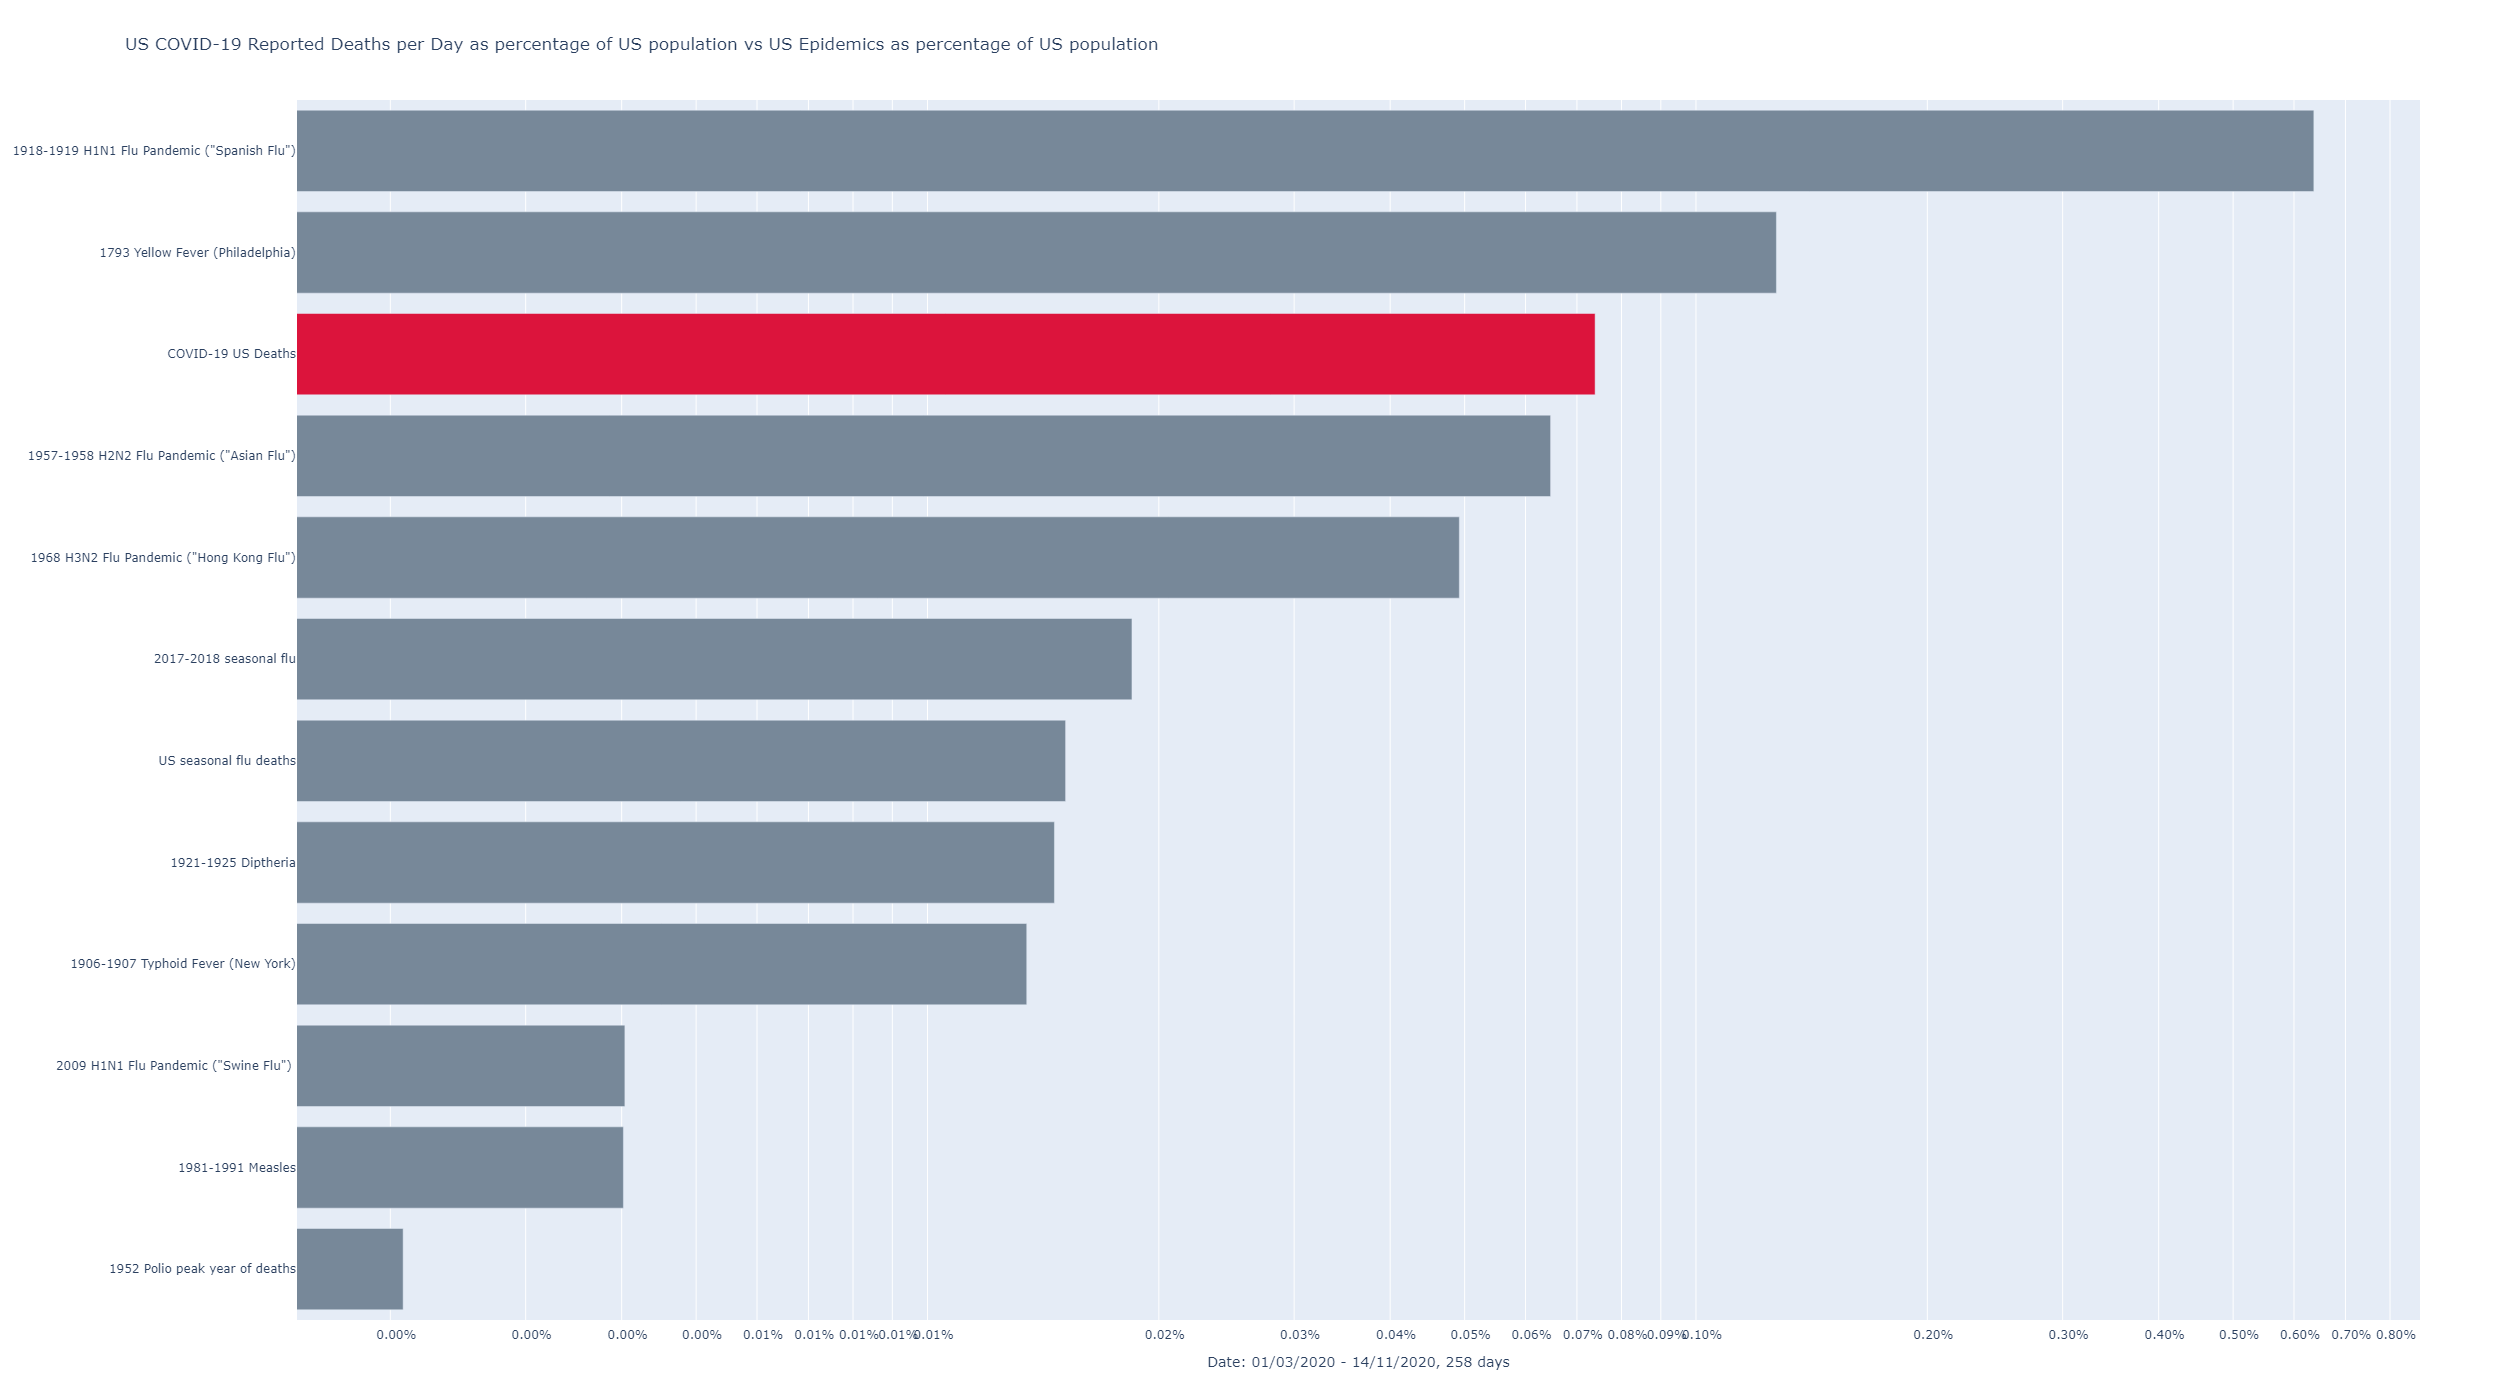 US COVID-19 Reported Deaths per Day as percentage of US population vs US Epidemics as percentage of US population
1918-1919 H1N1 Flu Pandemic ("Spanish Flu")
1793 Yellow Fever (Philadelphia)
COVID-19 US Deaths
1957-1958 H2N2 Flu Pandemic ("Asian Flu")
1968 H3N2 Flu Pandemic ("Hong Kong Flu")
2017-2018 seasonal flu
US seasonal flu deaths
1921-1925 Diptheria
1906-1907 Typhoid Fever (New York)
2009 H1N1 Flu Pandemic ("Swine Flu")
1981-1991 Measles
1952 Polio peak year of deaths
0.00% 0.00% 0.00% 0.00% 0.01% 0.01% 0.01% 0.01% 0.01% 0.02% 0.03% 0.04% 0.05% 0.06% 0.07% 0.08% 0.09% 0.10% 0.20% 0.30% 0.40% 0.50% 0.60% 0.70% 0.80%
Date: 01/03/2020 - 14/11/2020, 258 days